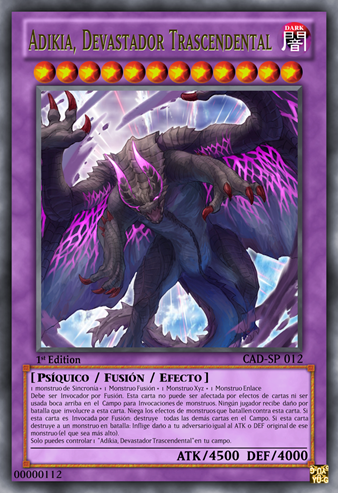 ADIKIA, DEVASTADOR TRASCENDENTAL
DARK
闇
1st Edition
CAD-SP 012
[ PSÍQUICO / FUSIÓN / EFECTO ]
1 monstruo de Sincronía + 1 Monstruo Fusión + 1 Monstruo Xyz + 1 Monstruo Enlace
Debe ser Invocador por Fusión. Esta carta no puede ser afectada por efectos de cartas ni ser
usada boca arriba en el Campo para Invocaciones de monstruos. Ningún jugador recibe daño por
batalla que involucre a esta carta. Niega los efectos de monstruos que batallen contra esta carta. Si
esta carta es Invocada por Fusión: destruye todas las demás cartas en el Campo. Si esta carta
destruye a un monstruo en batalla: Inflige daño a tu adversario igual al ATK o DEF original de ese
monstruo (el que sea más alto).
Solo puedes controlar 1 "Adikia, Devastador Trascendental" en tu campo.
ATK/4500 DEF/4000
00000112